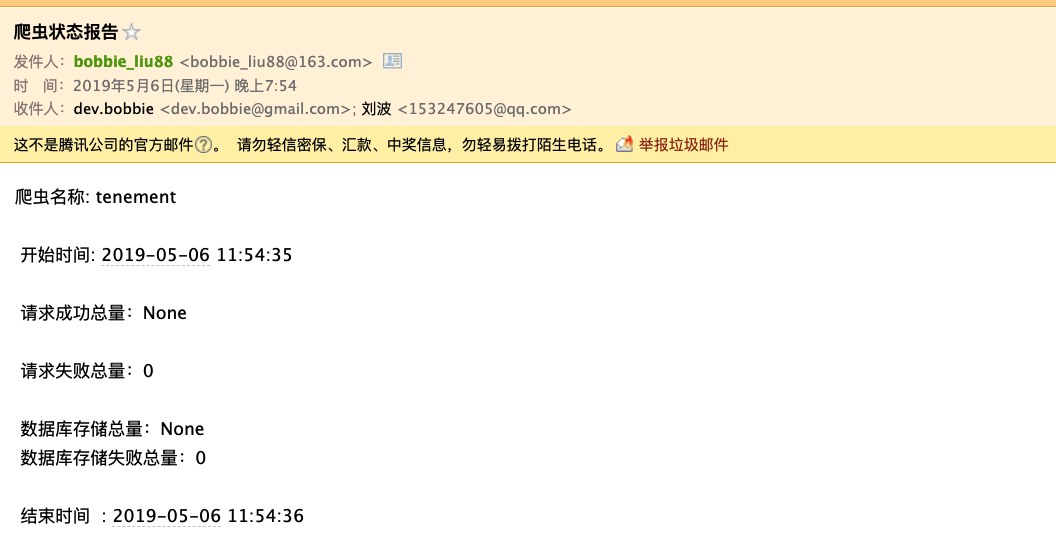 爬虫状态报告
发件人：bobbie_liu88 <bobbie_liu88@163.com>
时 间：2019年5月6日(星期一) 晚上7:54
收件人：dev.bobbie <dev.bobbie@gmail.com>; 刘波 <153247605@qq.com>
这不是腾讯公司的官方邮件?。 请勿轻信密保、汇款、中奖信息，勿轻易拨打陌生电话。 举报垃圾邮件
爬虫名称: tenement
开始时间: 2019-05-06 11:54:35
请求成功总量：None
请求失败总量：0
数据库存储总量：None
数据库存储失败总量：0
结束时间 : 2019-05-06 11:54:36